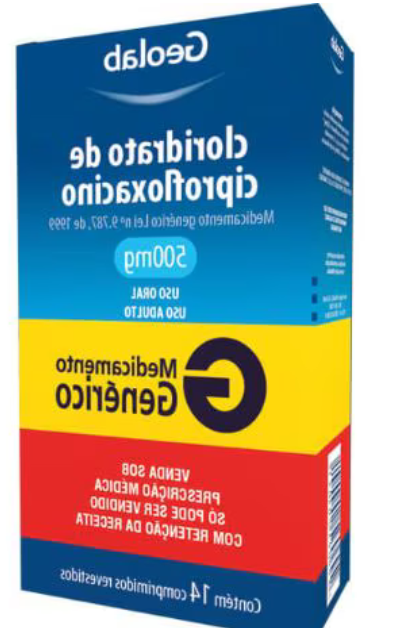 Geolab
cloridrato de
ciprofloxacino
Medicamento genérico Lei nº 9.787, de 1999
500mg
USO ORAL
USO ADULTO
G
Medicamento
Genérico
VENDA SOB
PRESCRIÇÃO MÉDICA
SÓ PODE SER VENDIDO
COM RETENÇÃO DA RECEITA
Contém 14 comprimidos revestidos
Geolab